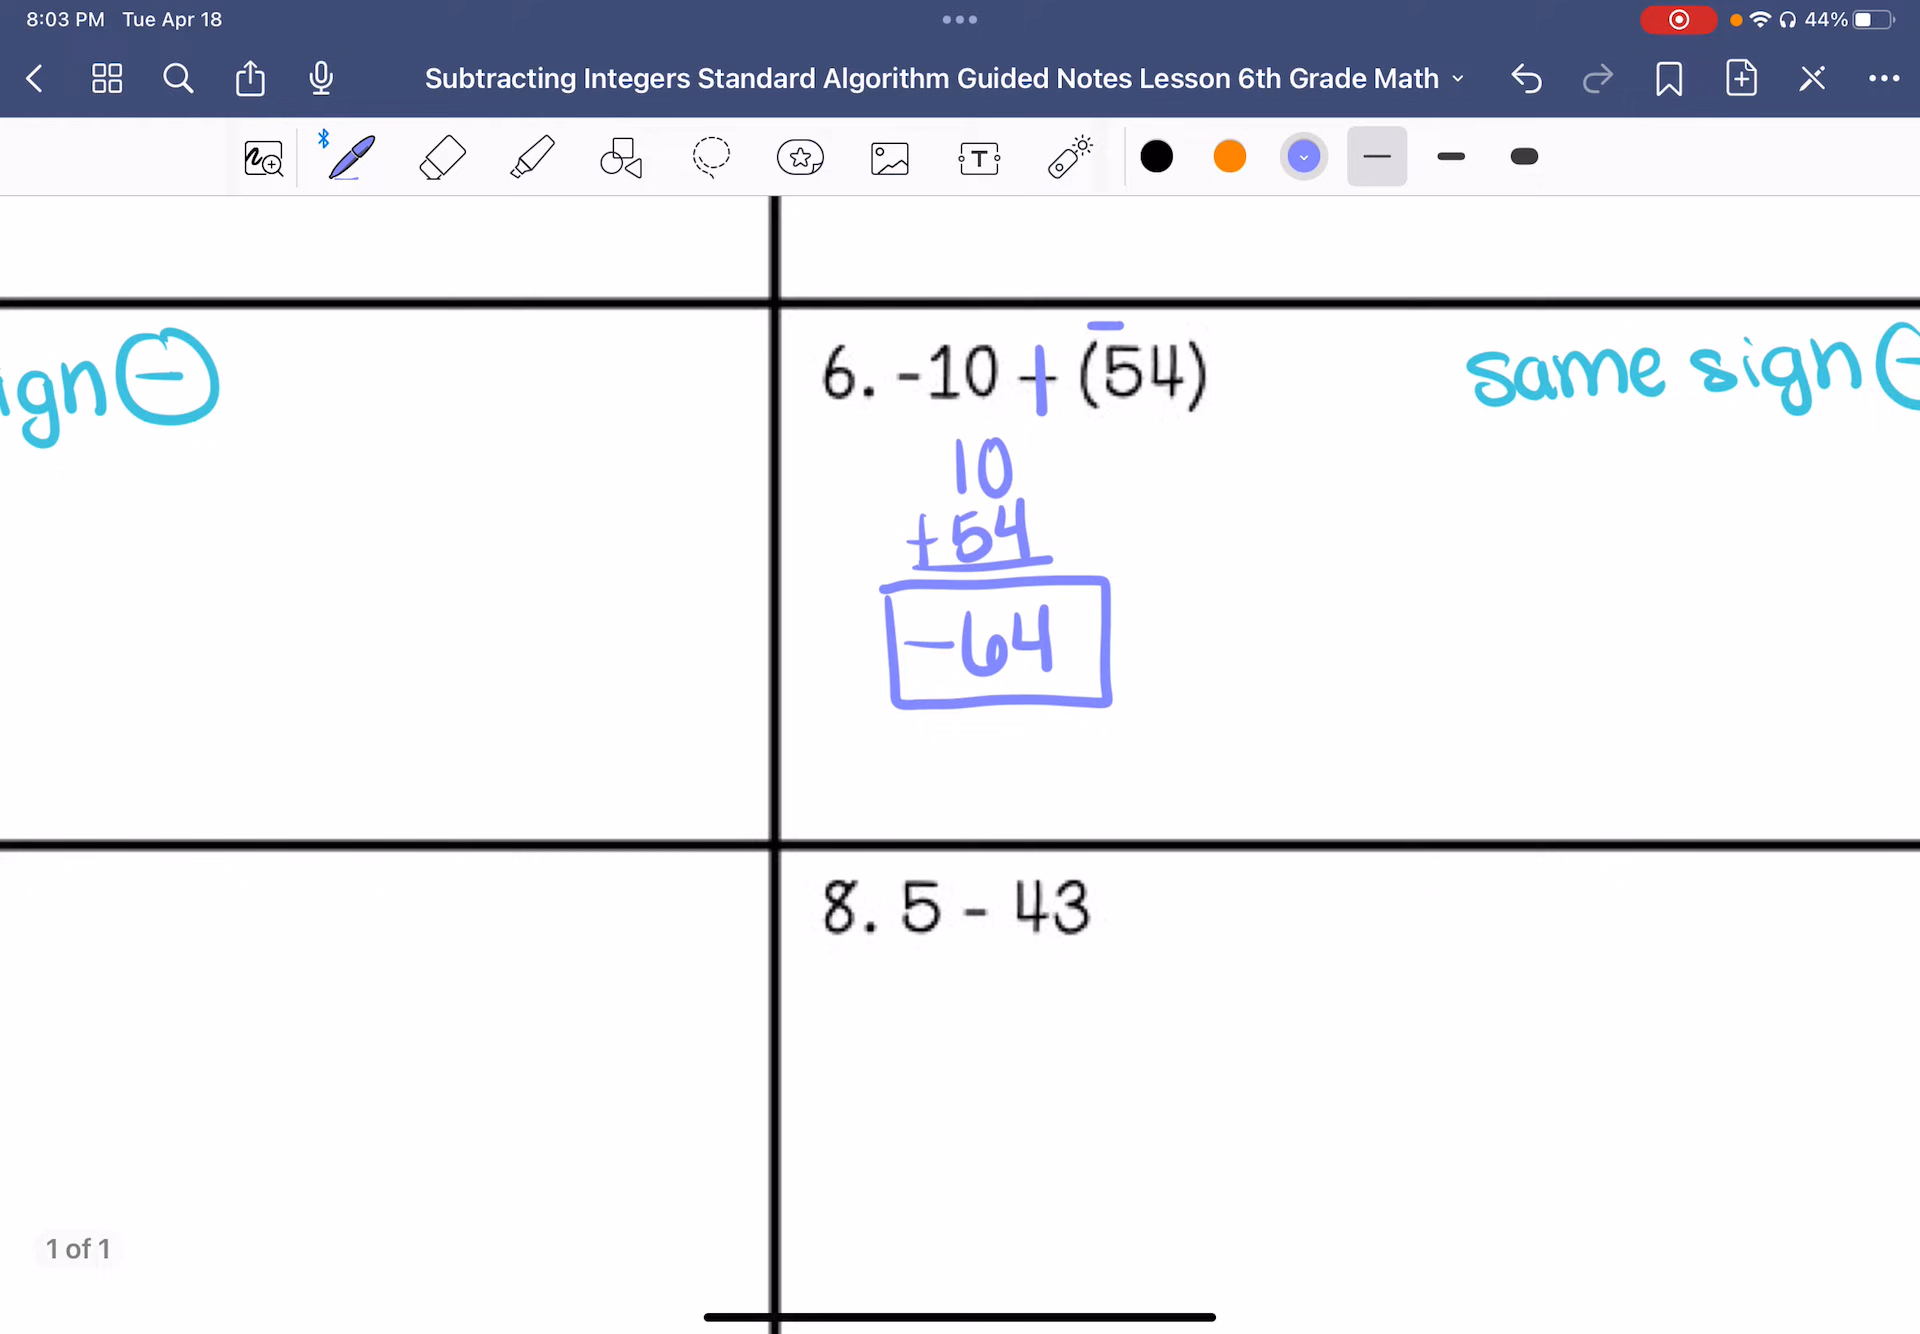 8:03 PM Tue Apr 18
44%
Subtracting Integers Standard Algorithm Guided Notes Lesson 6th Grade Math
T
ign -
6. -10 + (-54)
same sign -
10
+54
-64
8. 5 - 43
1 of 1